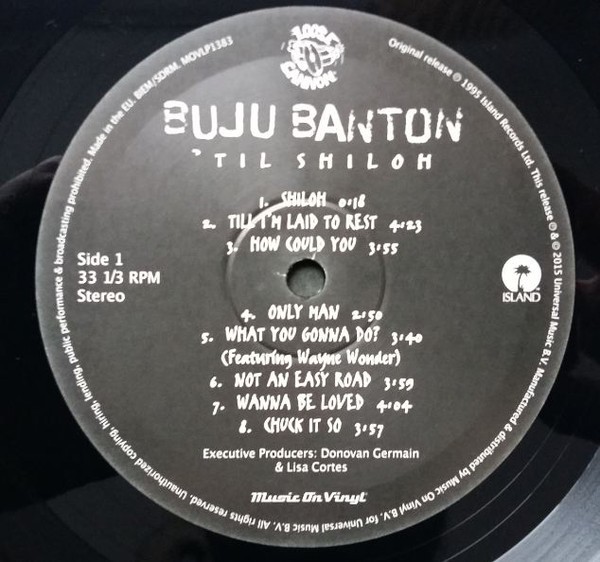 LOOSE
CANNON
BUJU BANTON
'TIL SHILOH
1. SHILOH 0:18
2. TILL I'M LAID TO REST 4:23
3. HOW COULD YOU 3:55
Side 1
33 1/3 RPM
Stereo
ISLAND
4. ONLY MAN 2:50
5. WHAT YOU GONNA DO? 3:40
(Featuring Wayne Wonder)
6. NOT AN EASY ROAD 3:59
7. WANNA BE LOVED 4:04
8. CHUCK IT SO 3:57
Executive Producers: Donovan Germain
& Lisa Cortes
Music On Vinyl
Original release ℗ 1995 Island Records Ltd. This release ℗ & © 2015 Universal Music B.V. Manufactured & distributed by Music On Vinyl B.V. for Universal Music B.V. All rights reserved. Unauthorized copying, hiring, lending, public performance & broadcasting prohibited. Made in the EU. BIEM/SDRM. MOVLP1383